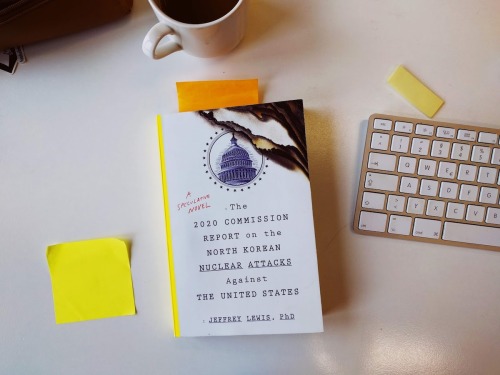 A
SPECULATIVE
NOVEL
The
2020 COMMISSION
REPORT on the
NORTH KOREAN
NUCLEAR ATTACKS
Against
THE UNITED STATES
JEFFREY LEWIS, PhD
Q W E R T Y
A S D F G
Z X C V B